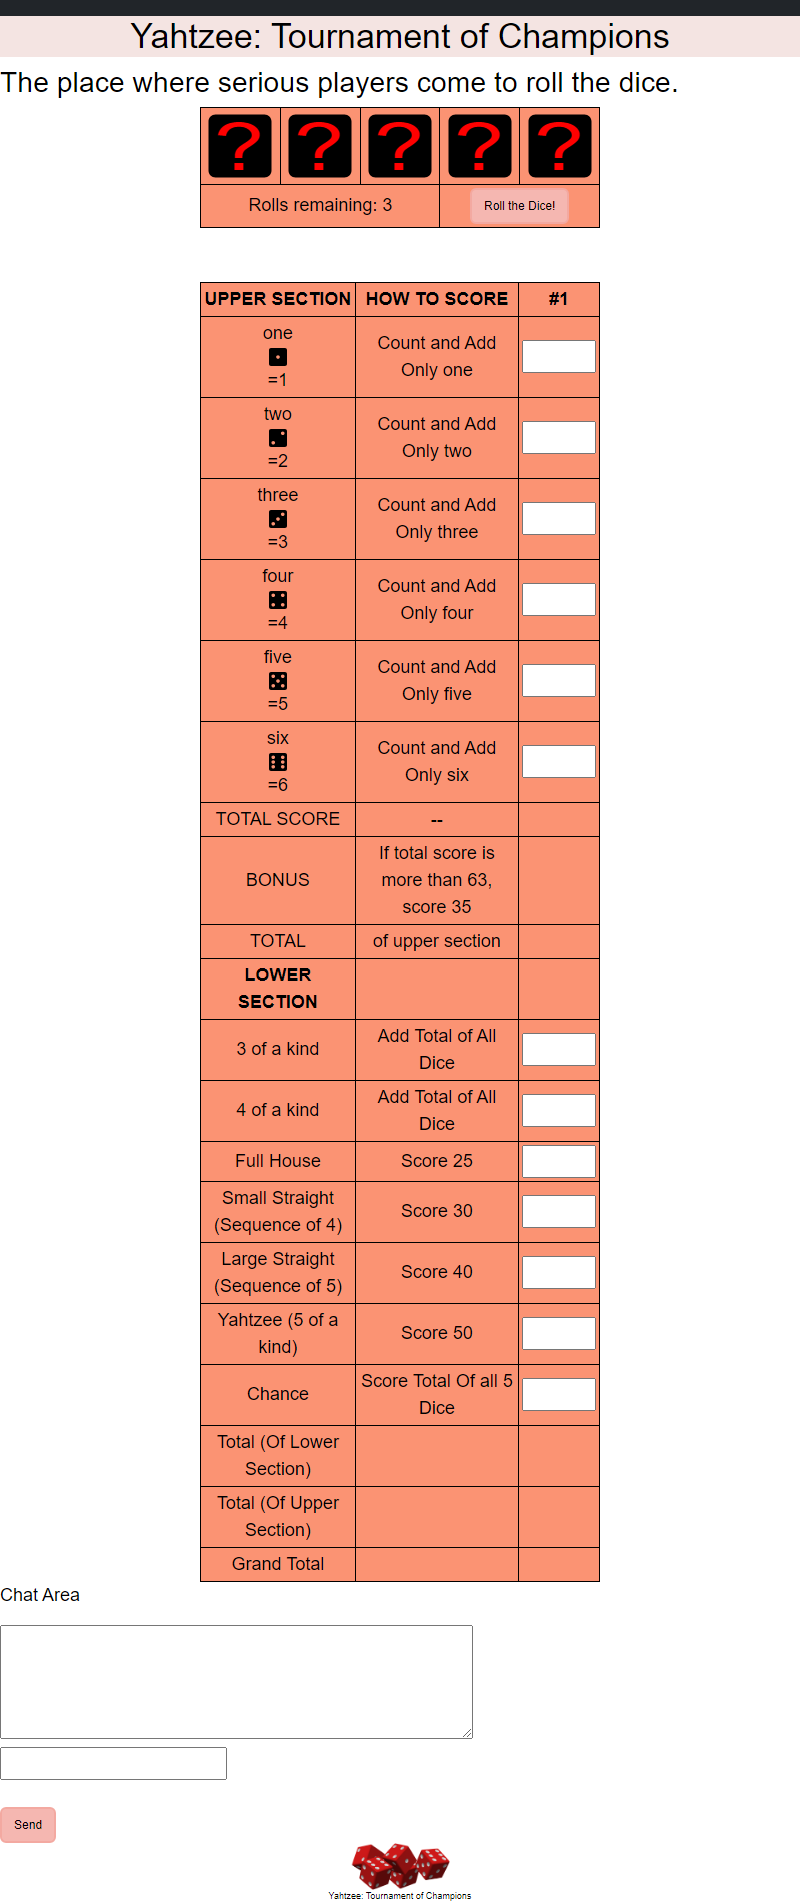 Yahtzee: Tournament of Champions
The place where serious players come to roll the dice.
? ? ? ? ?
Rolls remaining: 3
Roll the Dice!
UPPER SECTION HOW TO SCORE #1
one
=1
Count and Add
Only one
two
=2
Count and Add
Only two
three
=3
Count and Add
Only three
four
=4
Count and Add
Only four
five
=5
Count and Add
Only five
six
=6
Count and Add
Only six
TOTAL SCORE --
BONUS
If total score is
more than 63,
score 35
TOTAL of upper section
LOWER
SECTION
3 of a kind
Add Total of All
Dice
4 of a kind
Add Total of All
Dice
Full House Score 25
Small Straight
(Sequence of 4)
Score 30
Large Straight
(Sequence of 5)
Score 40
Yahtzee (5 of a
kind)
Score 50
Chance
Score Total Of all 5
Dice
Total (Of Lower
Section)
Total (Of Upper
Section)
Grand Total
Chat Area
Send
Yahtzee: Tournament of Champions